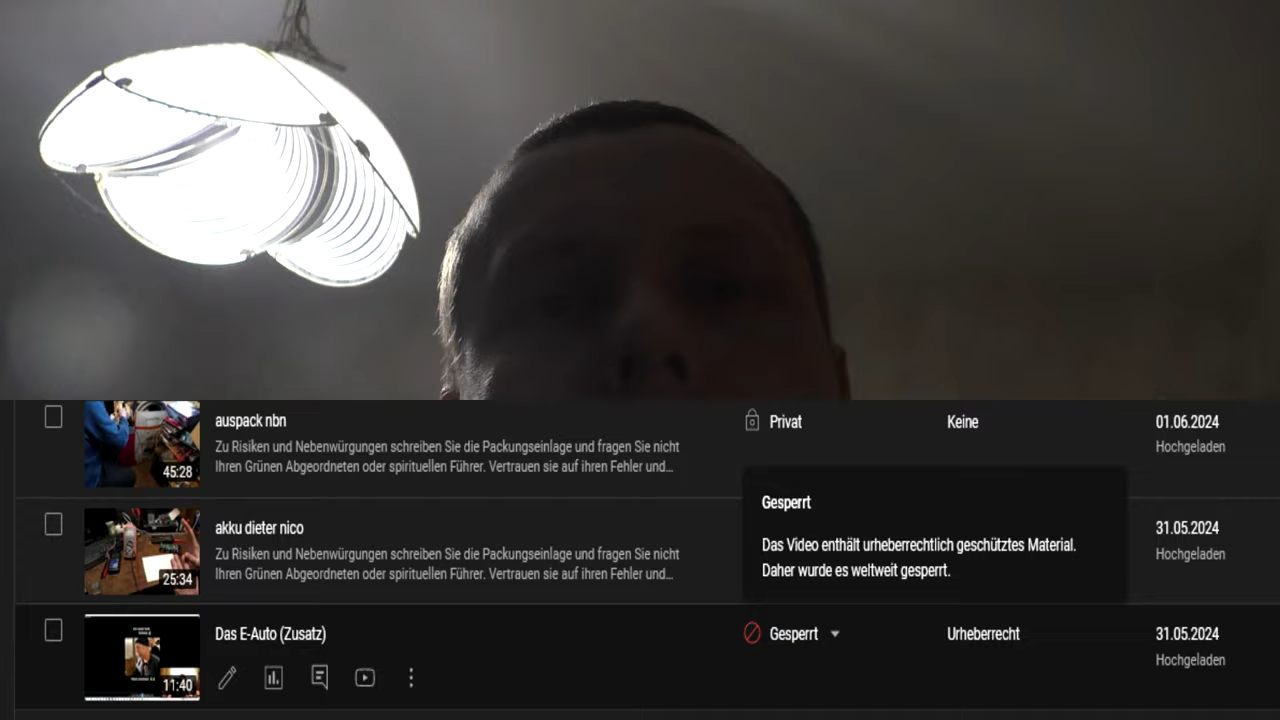 auspack nbn
Privat
Keine
01.06.2024
Zu Risiken und Nebenwürgungen schreiben Sie die Packungseinlage und fragen Sie nicht
Hochgeladen
Ihren Grünen Abgeordneten oder spirituellen Führer. Vertrauen sie auf ihren Fehler und...
45:28
Gesperrt
akku dieter nico
31.05.2024
Das Video enthält urheberrechtlich geschütztes Material.
Zu Risiken und Nebenwürgungen schreiben Sie die Packungseinlage und fragen Sie nicht
Hochgeladen
Daher wurde es weltweit gesperrt.
Ihren Grünen Abgeordneten oder spirituellen Führer. Vertrauen sie auf ihren Fehler und...
25:34
Das E-Auto (Zusatz)
Gesperrt
Urheberrecht
31.05.2024
Hochgeladen
11:40